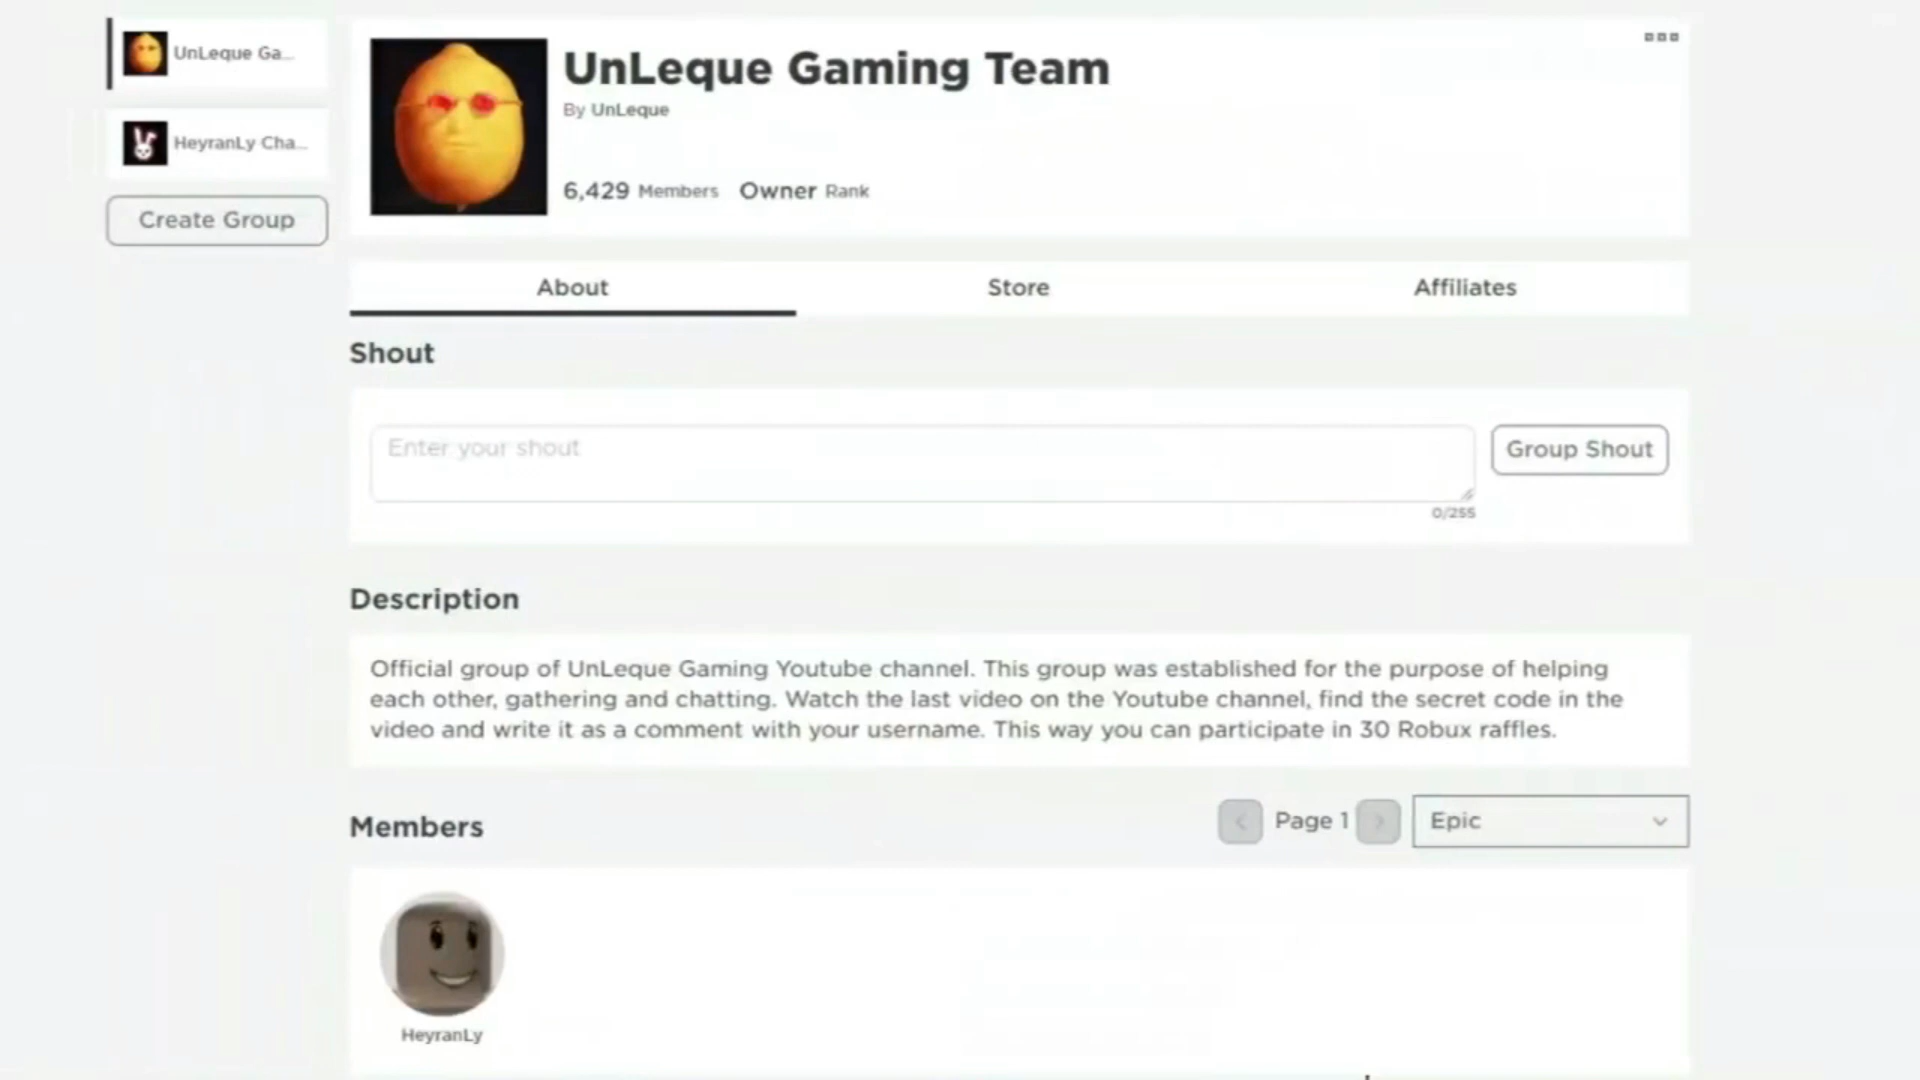 UnLeque Ga...
HeyranLy Cha...
Create Group
UnLeque Gaming Team
By UnLeque
6,429 Members Owner Rank
About Store Affiliates
Shout
Enter your shout
Group Shout
0/255
Description
Official group of UnLeque Gaming Youtube channel. This group was established for the purpose of helping
each other, gathering and chatting. Watch the last video on the Youtube channel, find the secret code in the
video and write it as a comment with your username. This way you can participate in 30 Robux raffles.
Members
Page 1
Epic
HeyranLy